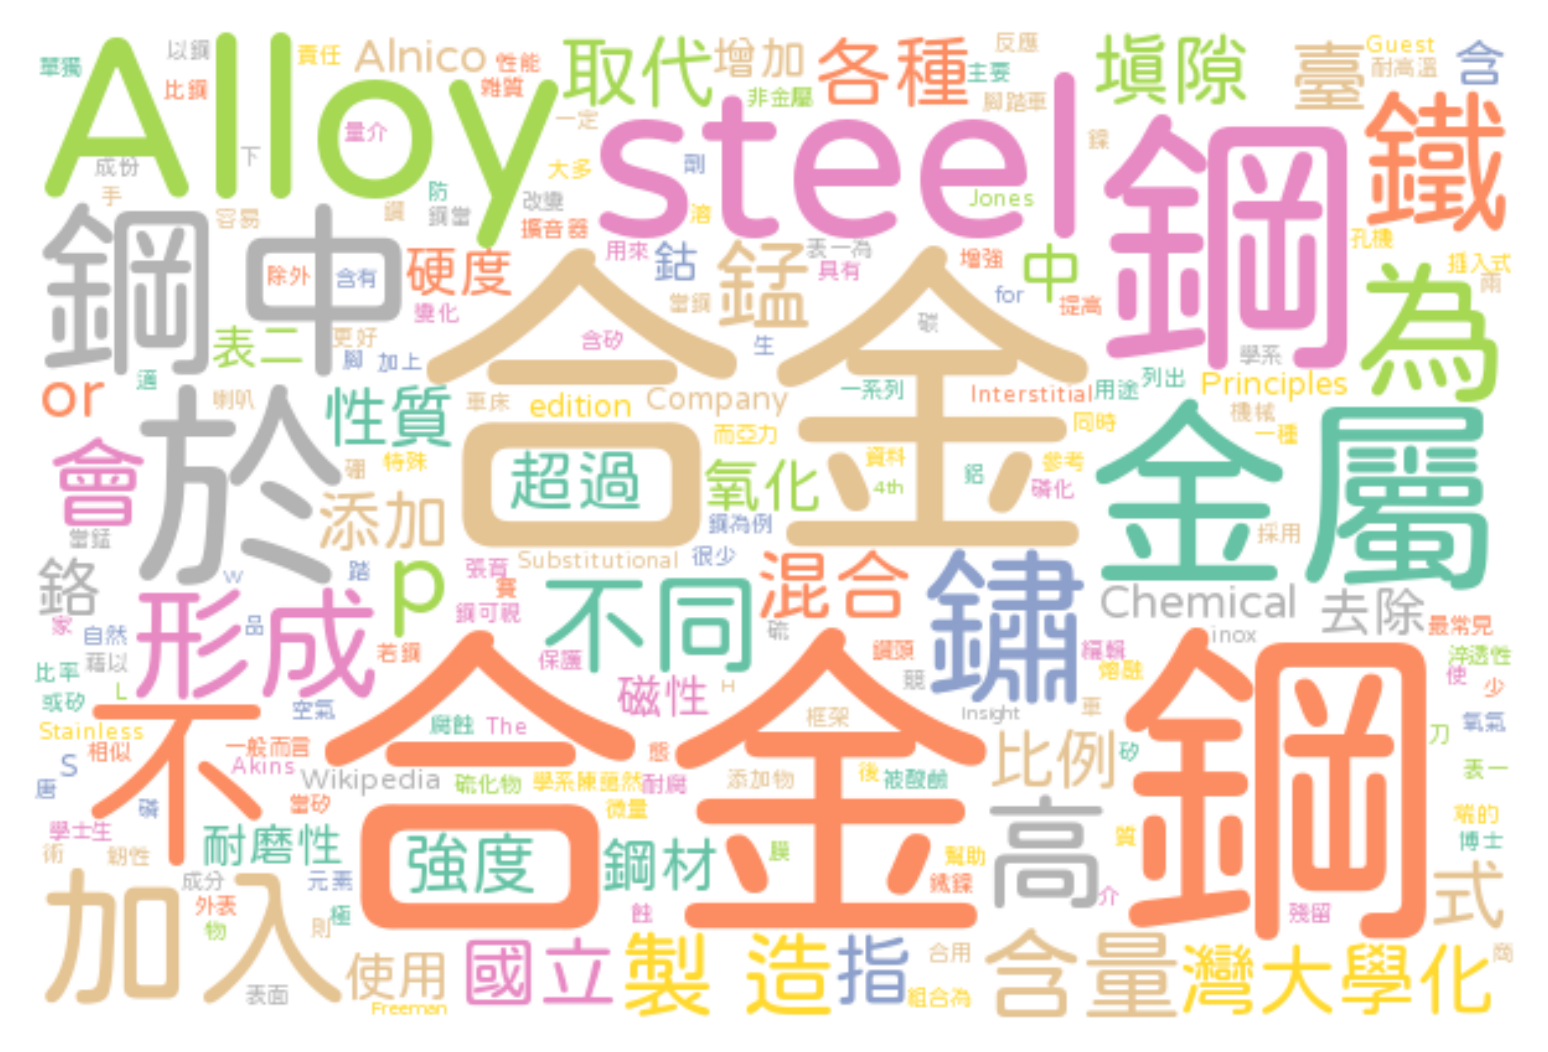 Alloy
steel
合金鋼
合金
鋼
金屬
鋼中
於
不
形成
加入
不同
鏽
為
鐵
取代
各種
增加
填隙
臺
含
Alnico
單獨
以鋼
責任
比鋼
性能
雜質
非金屬
反應
主要
腳踏車
Guest
耐高溫
量介
一定
大多
劑
鎳
成份
下
手
容易
鋼
防
鋼當
改變
擴音器
溶
Jones
孔機
插入式
兩
除外
含有
硬度
變化
用來
鈷
錳
表一為
具有
增強
for
中
提高
當鋼
表二
更好
腳
加上
含矽
生
碳
學系
適
or
喇叭
性質
車床
edition
Company
一系列
Interstitial
用途
列出
Principles
機械
一種
同時
而亞力
會
硼
特殊
超過
氧化
資料
4th
鋁
參考
磷化
添加
鋼為例
採用
當錳
鉻
w
踏
p
張育
賽
Substitutional
很少
混合
Chemical
去除
最常見
家
自然
品
鋼可視
硫
inox
比率
藉以
若鋼
保護
鏝頭
競
編輯
熔融
淬透性
使
少
或矽
L
空氣
磁性
H
框架
Insight
車
Stainless
相似
一般而言
腐蝕
The
態
比例
矽
刀
氧氣
S
Akins
Wikipedia
硫化物
學系陳藹然
耐腐
添加物
後
被酸鹼
表一
唐
磷
當矽
微量
高
學士生
耐磨性
強度
鋼材
膜
幫助
質
端的
博士
術
韌性
成分
元素
鐵鎳
介
殘留
式
外表
物
則
極
蝕
表面
使用
Freeman
國立
製造
指
合用
組合為
含量
灣大學化
商